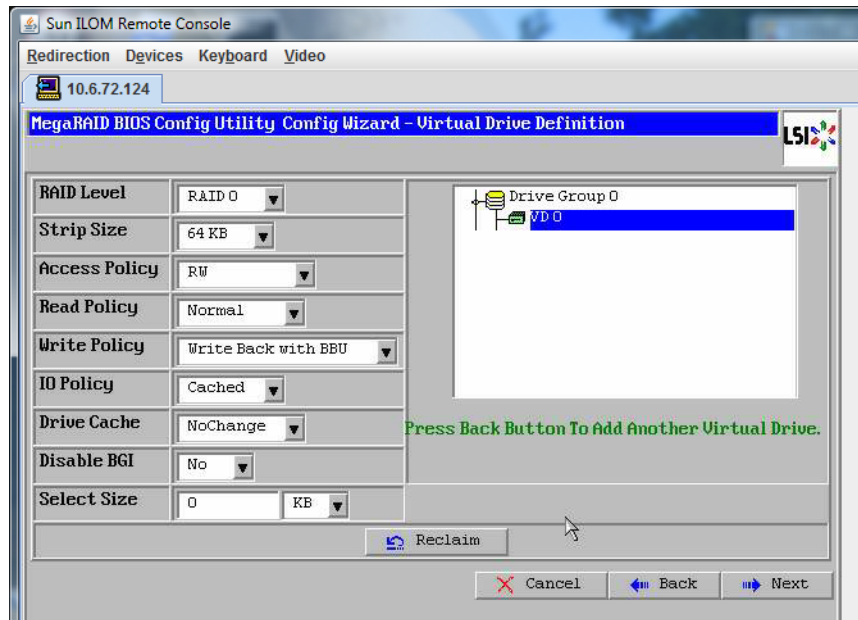 Sun ILOM Remote Console
Redirection Devices Keyboard Video
10.6.72.124
MegaRAID BIOS Config Utility Config Wizard - Virtual Drive Definition
LSI
RAID Level RAID 0
Strip Size 64 KB
Access Policy RW
Read Policy Normal
Write Policy Write Back with BBU
IO Policy Cached
Drive Cache NoChange
Disable BGI No
Select Size 0 KB
Drive Group 0
VD 0
Press Back Button To Add Another Virtual Drive.
Reclaim
Cancel Back Next